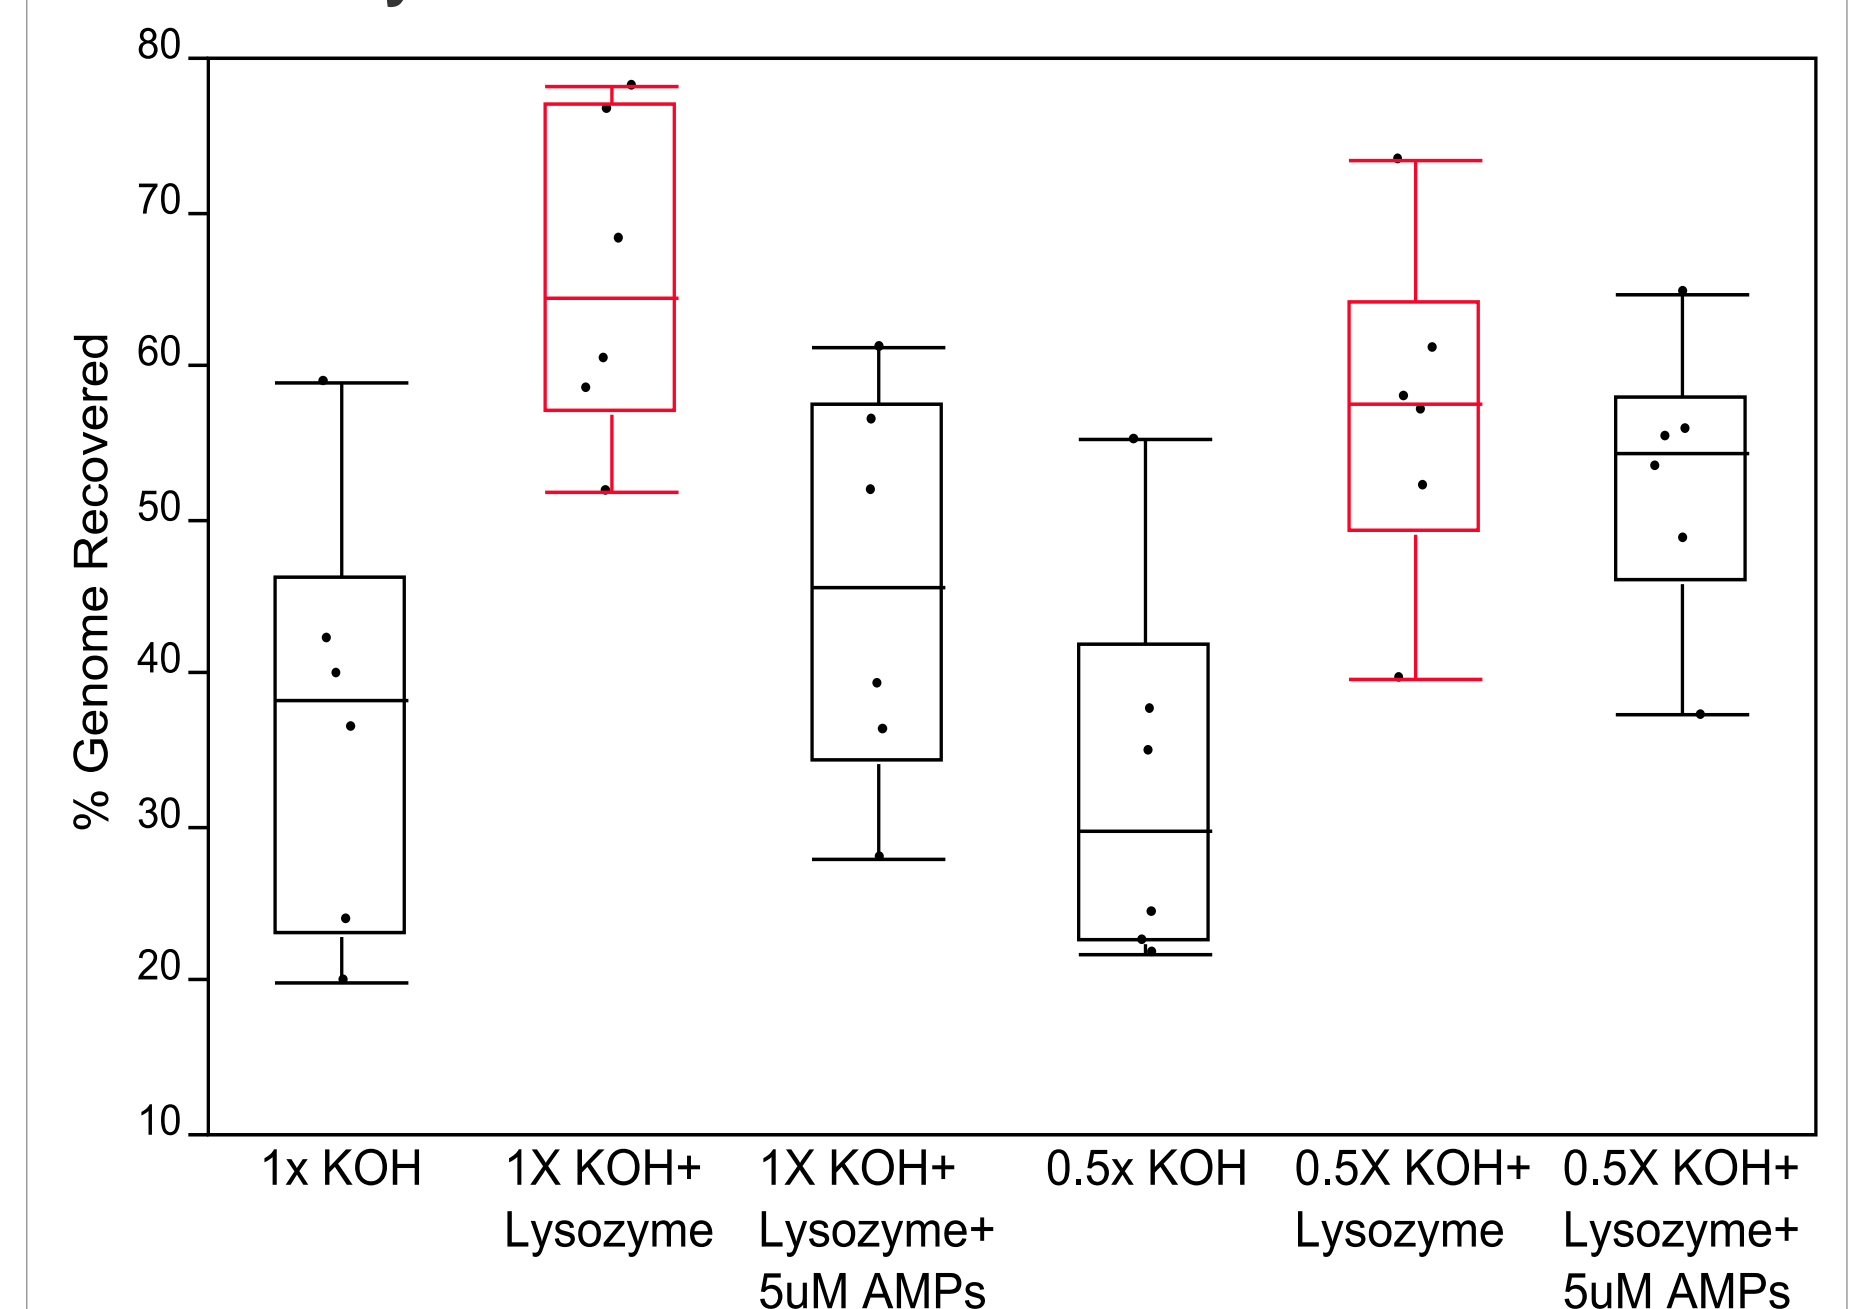 80
70
60
50
40
30
20
10
% Genome Recovered
1x KOH
1X KOH+
Lysozyme
1X KOH+
Lysozyme+
5uM AMPs
0.5x KOH
0.5X KOH+
Lysozyme
0.5X KOH+
Lysozyme+
5uM AMPs